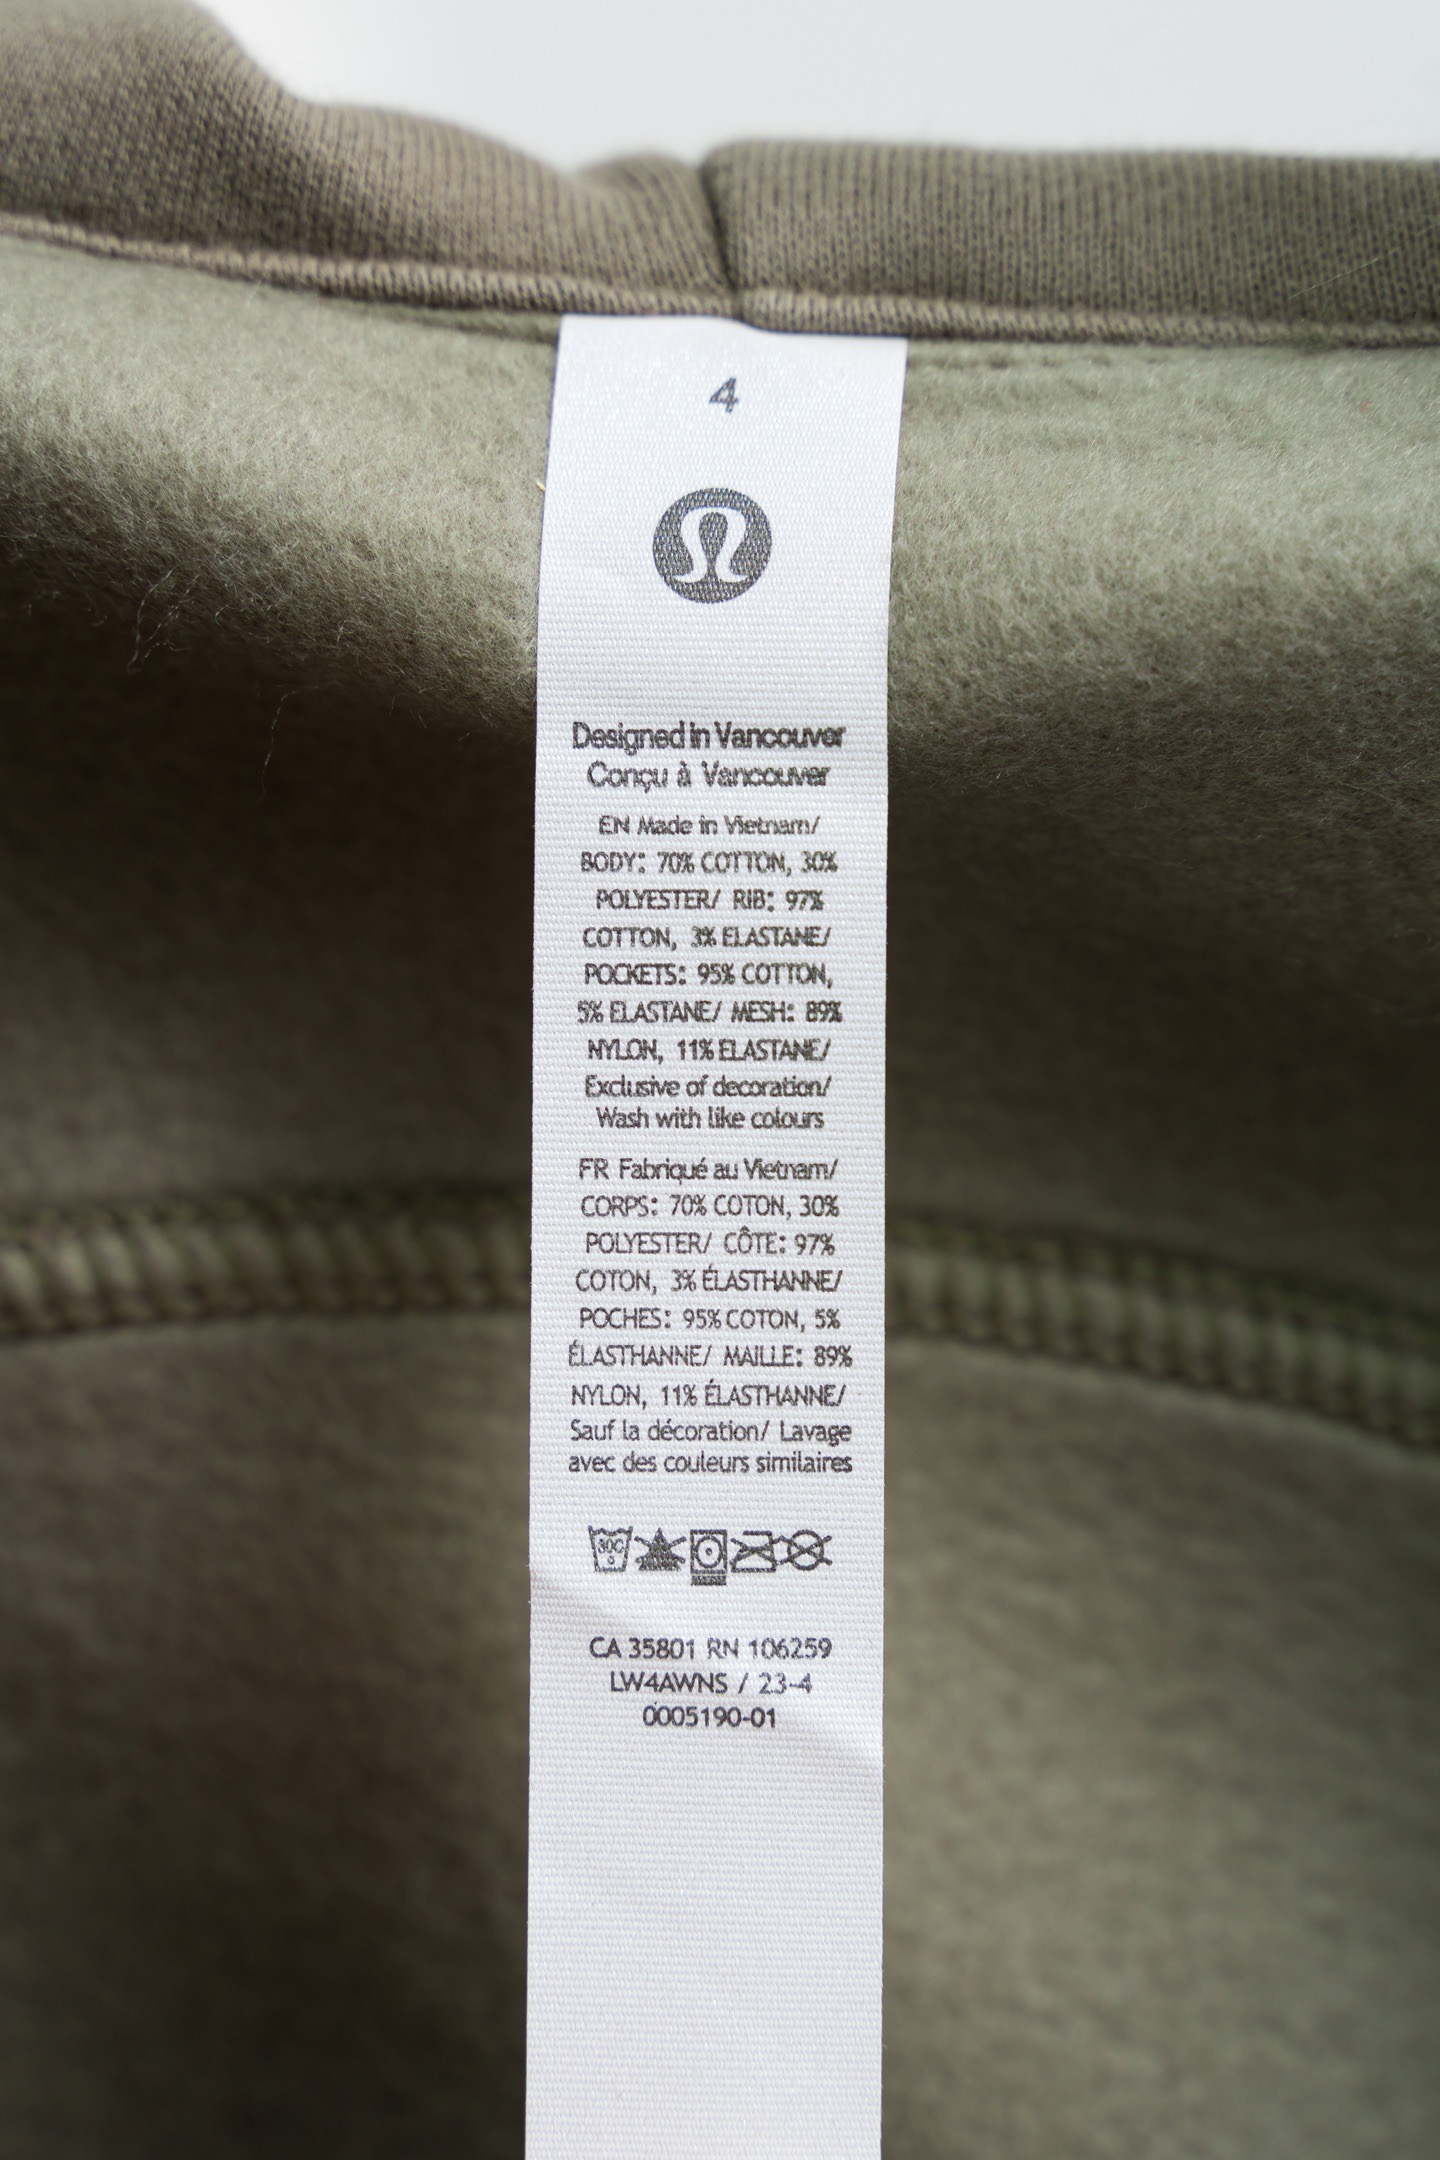 4
Designed in Vancouver
Conçu à Vancouver
EN Made in Vietnam/
BODY: 70% COTTON, 30%
POLYESTER/ RIB: 97%
COTTON, 3% ELASTANE/
POCKETS: 95% COTTON,
5% ELASTANE/ MESH: 89%
NYLON, 11% ELASTANE/
Exclusive of decoration/
Wash with like colours
FR Fabriqué au Vietnam/
CORPS: 70% COTON, 30%
POLYESTER/ CÔTE: 97%
COTON, 3% ÉLASTHANNE/
POCHES: 95% COTON, 5%
ÉLASTHANNE/ MAILLE: 89%
NYLON, 11% ÉLASTHANNE/
Sauf la décoration/ Lavage
avec des couleurs similaires
30C
CA 35801 RN 106259
LW4AWNS / 23-4
0005190-01